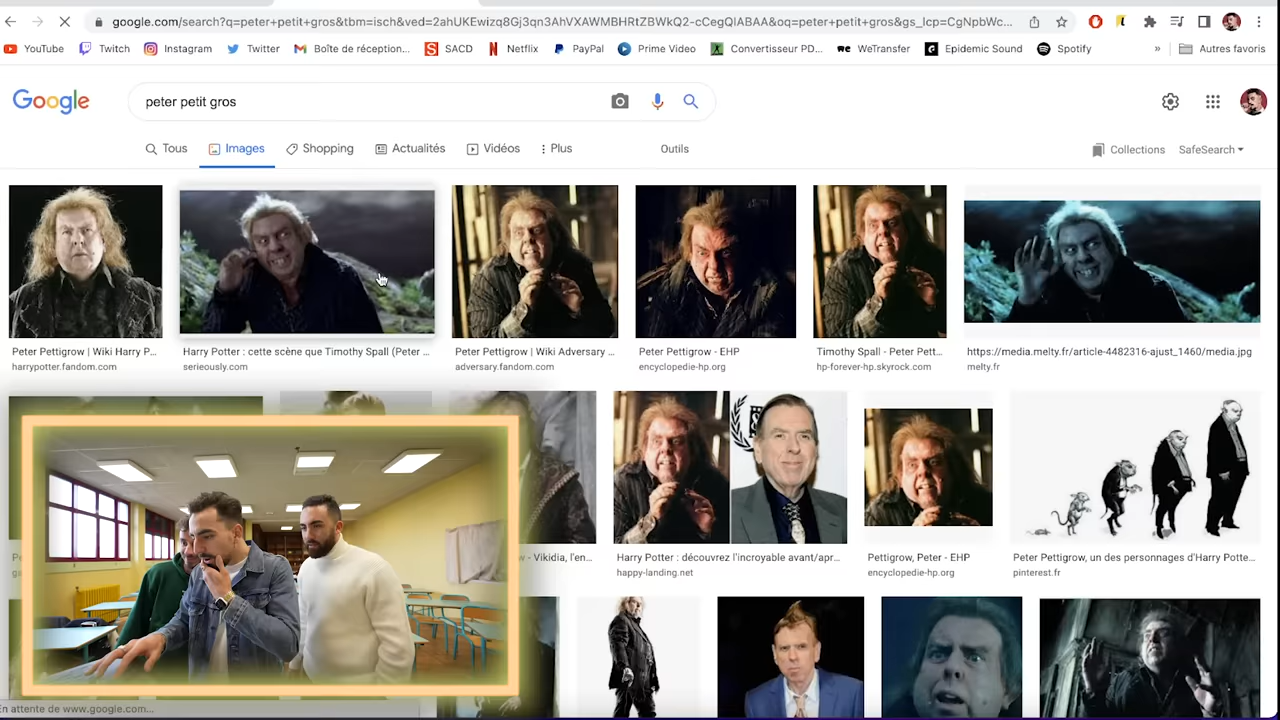 google.com/search?q=peter+petit+gros&tbm=isch&ved=2ahUKEwizq8Gj3qn3AhVXAWMBHRtZBWkQ2-cCegQIABAA&oq=peter+petit+gros&gs_lcp=CgNpbWc...
YouTube Twitch Instagram Twitter Boîte de réception... SACD Netflix PayPal Prime Video Convertisseur PD... WeTransfer Epidemic Sound Spotify » Autres favoris
Google
peter petit gros
Tous Images Shopping Actualités Vidéos Plus Outils Collections SafeSearch
Peter Pettigrow | Wiki Harry P...
harrypotter.fandom.com
Harry Potter : cette scène que Timothy Spall (Peter ...
serieously.com
Peter Pettigrow | Wiki Adversary ...
adversary.fandom.com
Peter Pettigrow - EHP
encyclopedie-hp.org
Timothy Spall - Peter Pett...
hp-forever-hp.skyrock.com
https://media.melty.fr/article-4482316-ajust_1460/media.jpg
melty.fr
- Vikidia, l'en...
Harry Potter : découvrez l'incroyable avant/apr...
happy-landing.net
Pettigrow, Peter - EHP
encyclopedie-hp.org
Peter Pettigrow, un des personnages d'Harry Potte...
pinterest.fr
En attente de www.google.com...